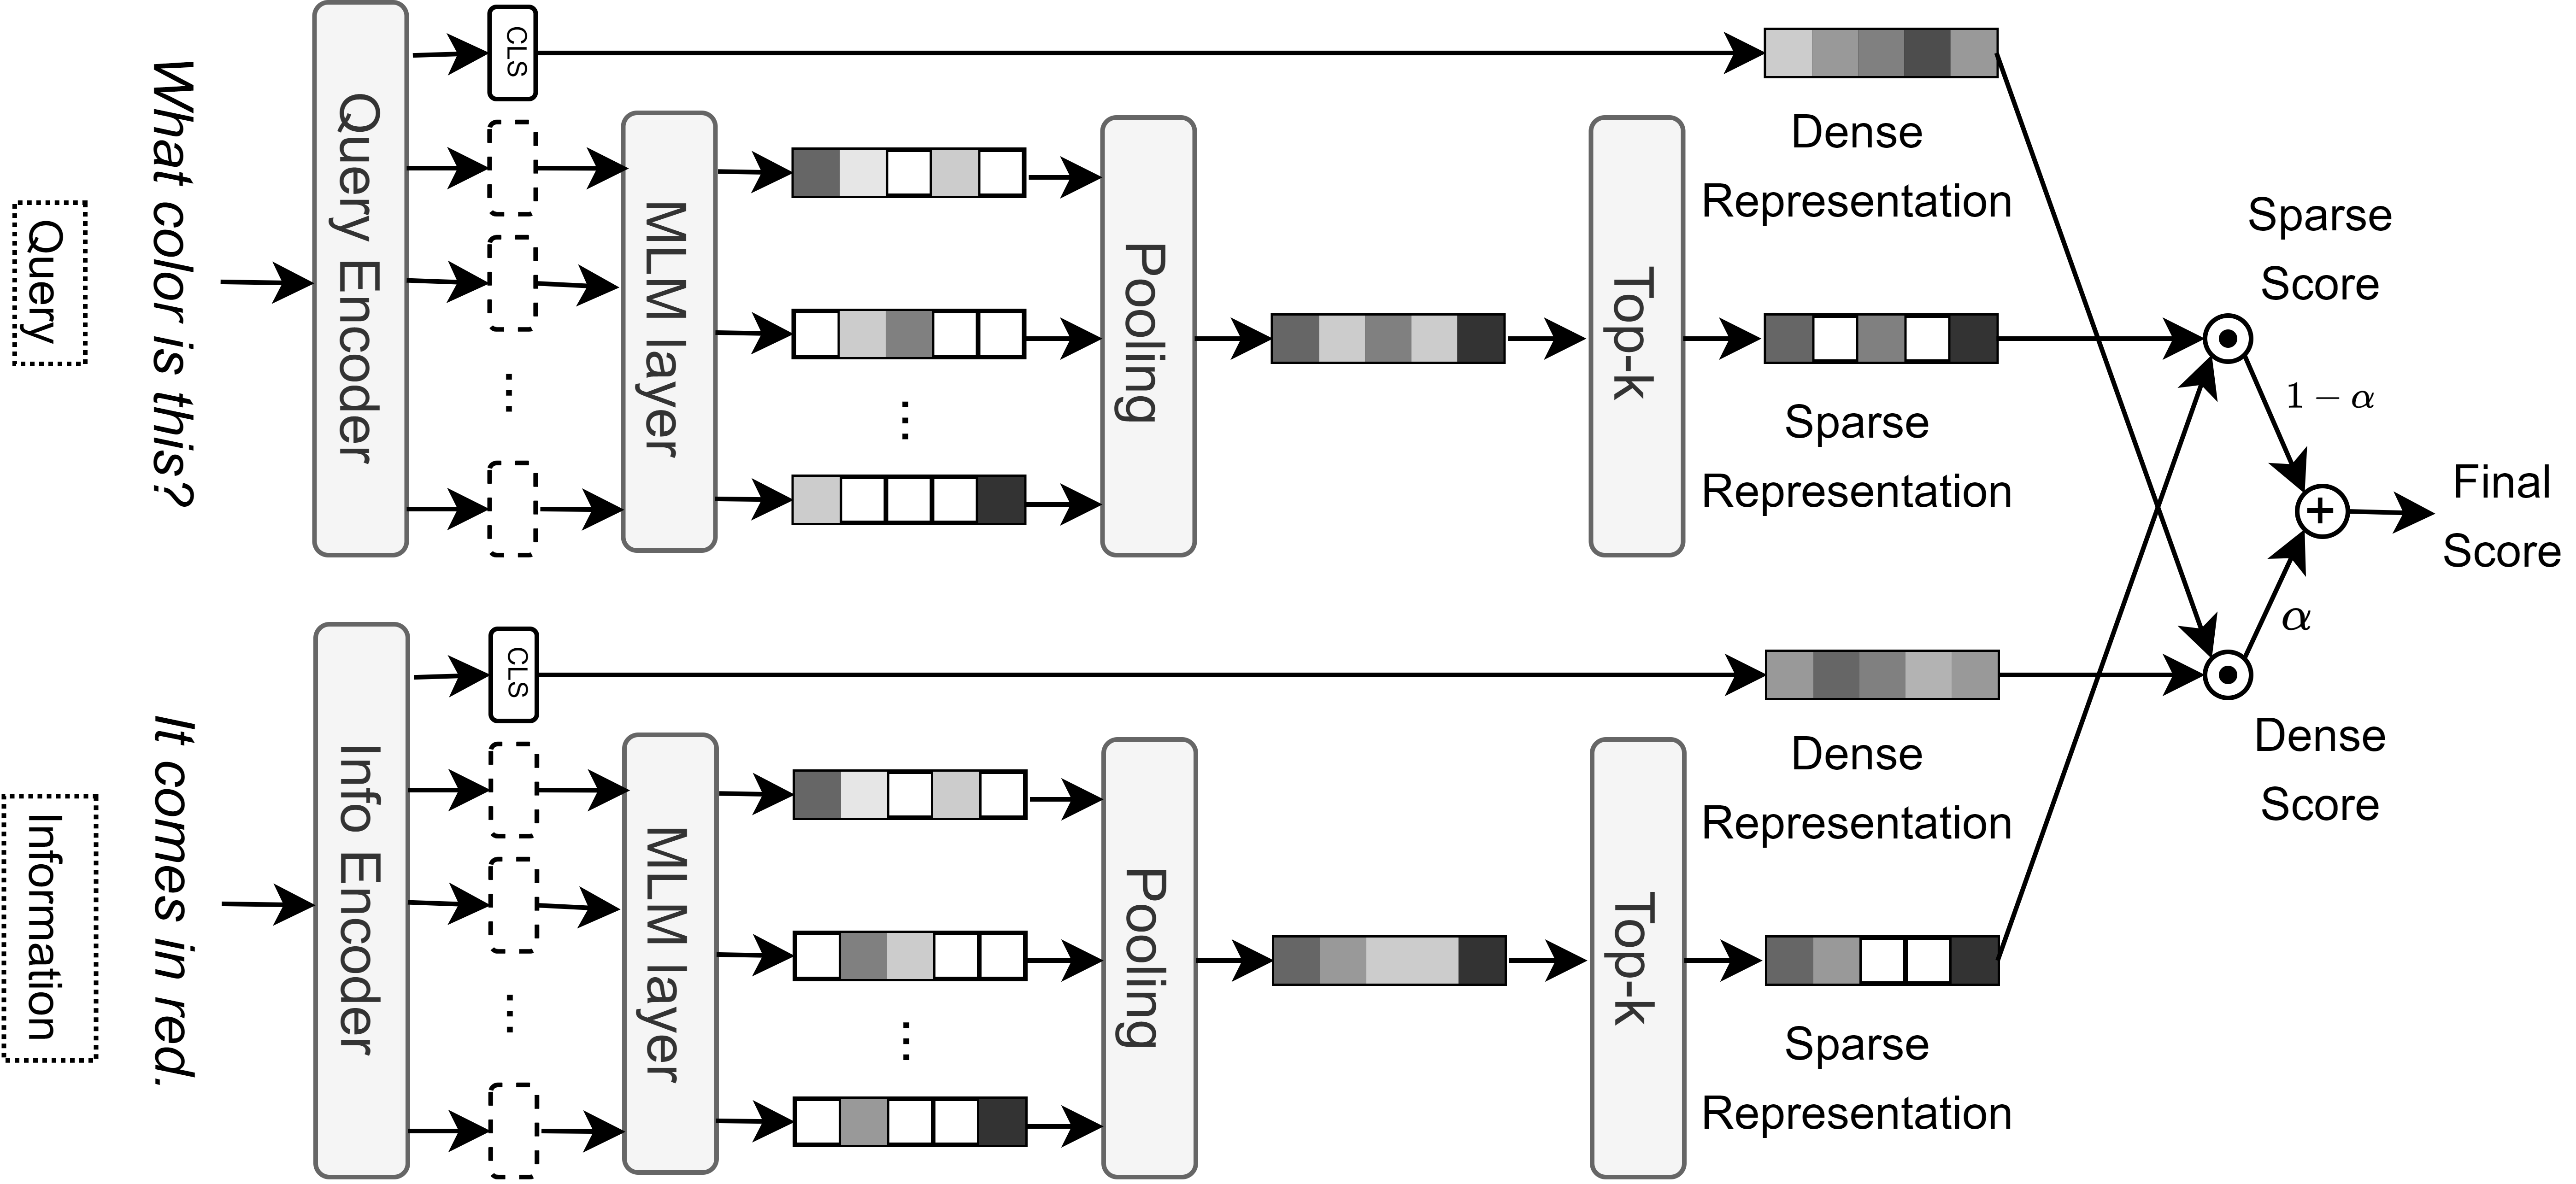 Query
What color is this?
Query Encoder
CLS
MLM layer
...
...
Pooling
Top-k
Dense
Representation
Sparse
Representation
Sparse
Score
1 − α
Final
Score
α
Information
It comes in red.
Info Encoder
CLS
MLM layer
...
...
Pooling
Top-k
Dense
Representation
Sparse
Representation
Dense
Score